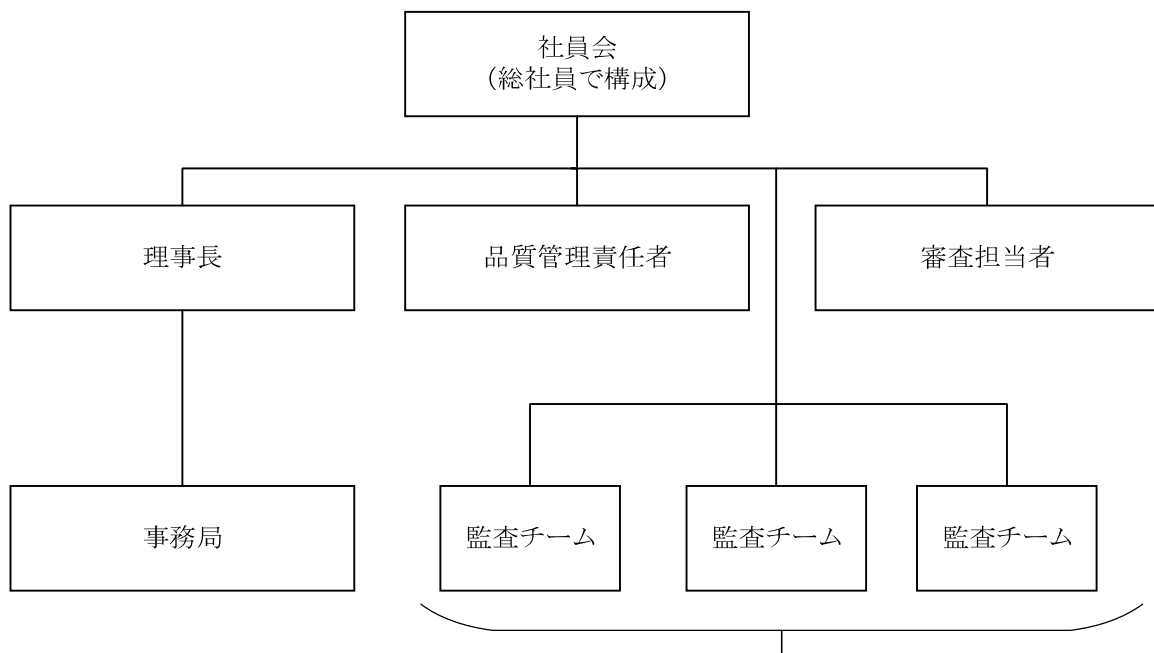 社員会
（総社員で構成）
理事長
品質管理責任者
審査担当者
事務局
監査チーム
監査チーム
監査チーム